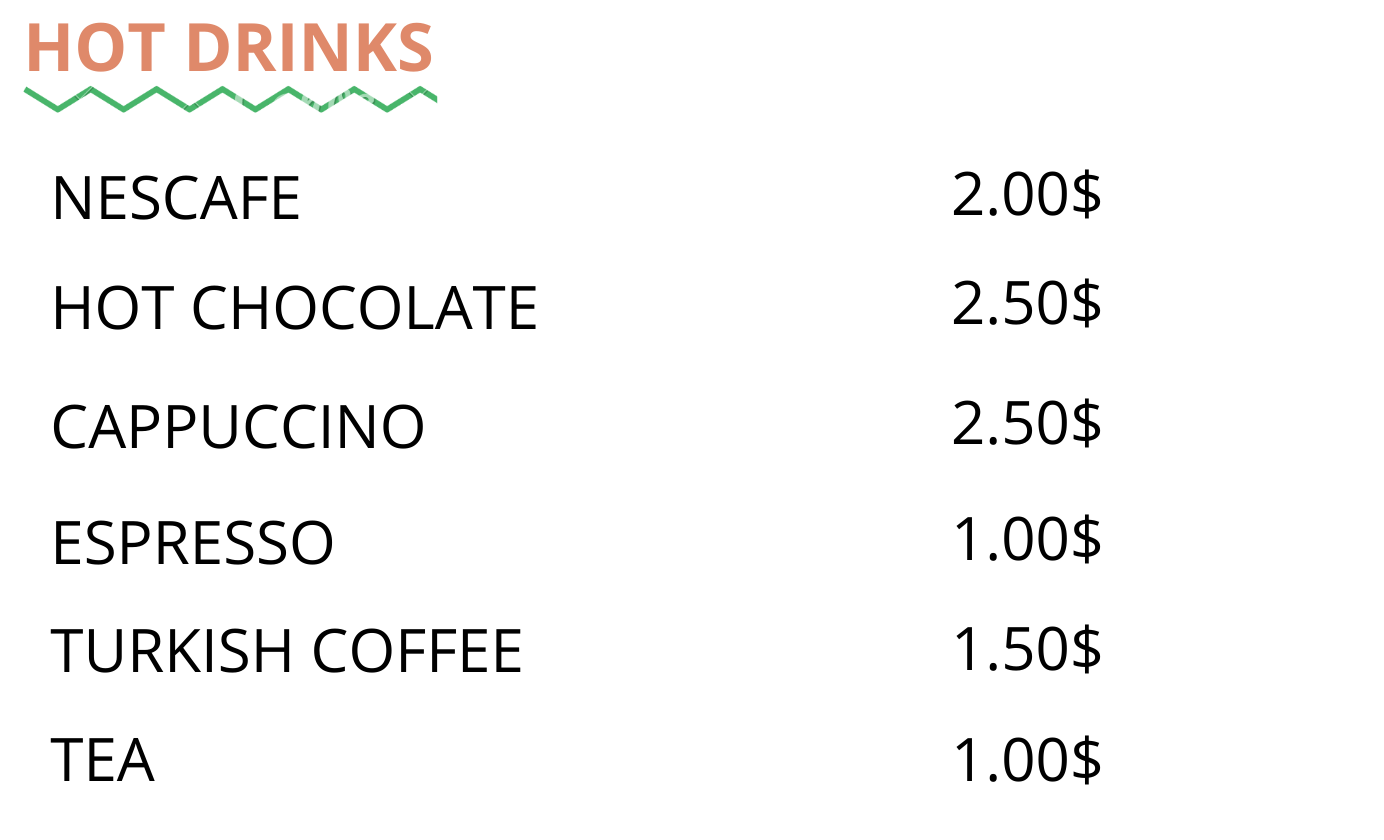 HOT DRINKS
NESCAFE 2.00$
HOT CHOCOLATE 2.50$
CAPPUCCINO 2.50$
ESPRESSO 1.00$
TURKISH COFFEE 1.50$
TEA 1.00$